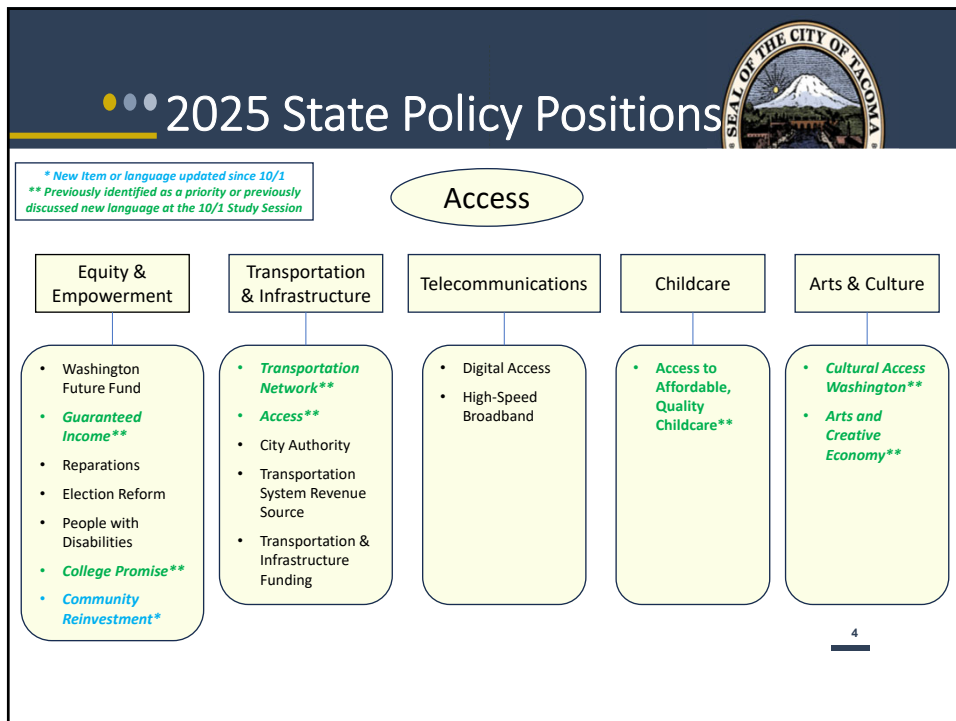 2025 State Policy Positions
SEAL OF THE CITY OF TACOMA
* New Item or language updated since 10/1
** Previously identified as a priority or previously
discussed new language at the 10/1 Study Session
Access
Equity &
Empowerment
• Washington
Future Fund
• Guaranteed
Income**
• Reparations
• Election Reform
• People with
Disabilities
• College Promise**
• Community
Reinvestment*
Transportation
& Infrastructure
• Transportation
Network**
• Access**
• City Authority
• Transportation
System Revenue
Source
• Transportation &
Infrastructure
Funding
Telecommunications
• Digital Access
• High-Speed
Broadband
Childcare
• Access to
Affordable,
Quality
Childcare**
Arts & Culture
• Cultural Access
Washington**
• Arts and
Creative
Economy**
4